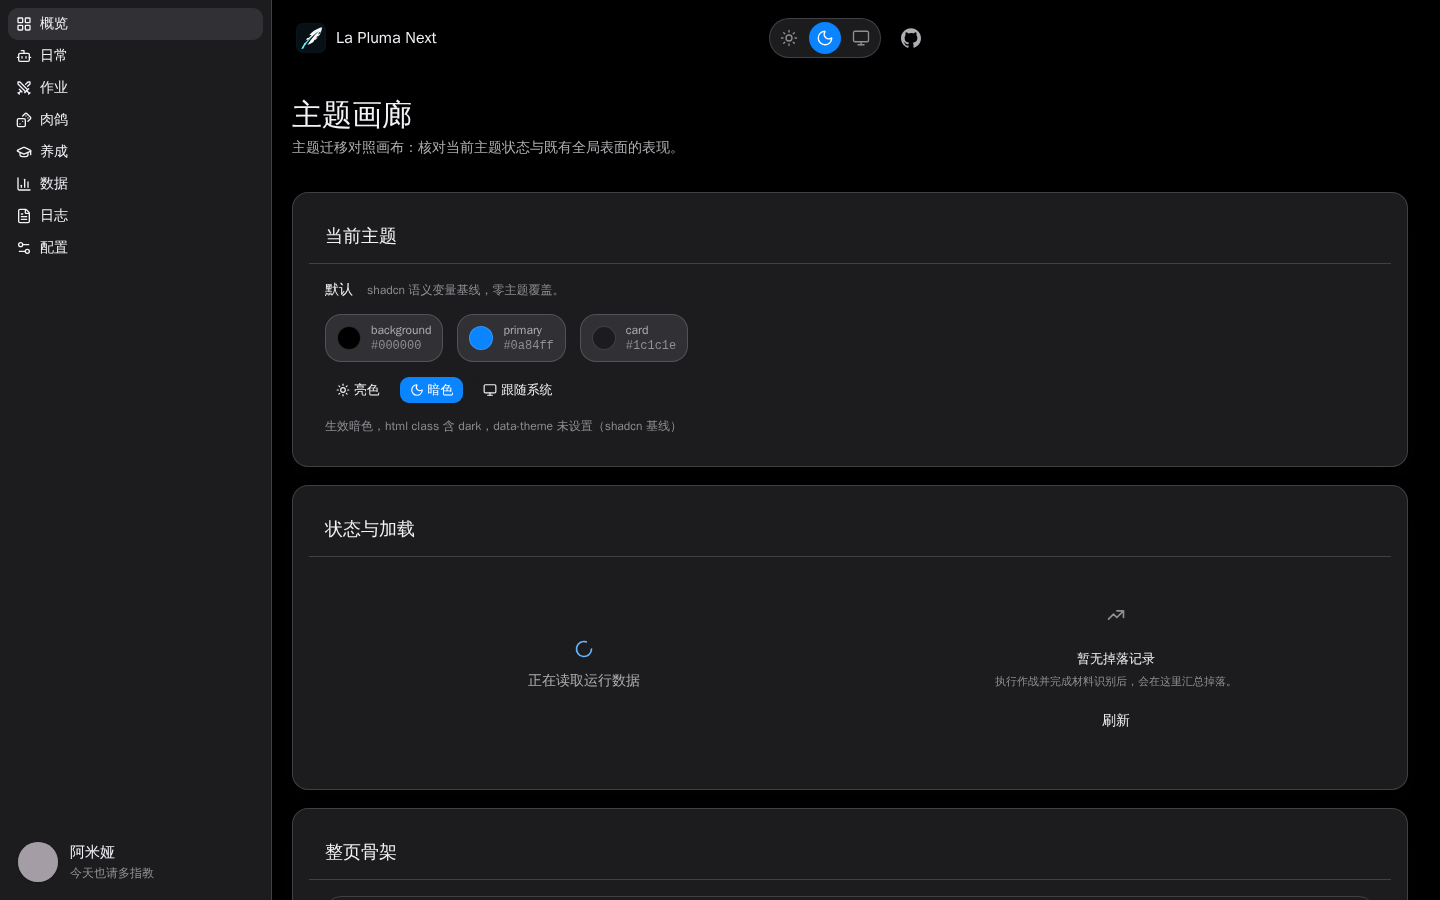 概览
日常
作业
肉鸽
养成
数据
日志
配置
阿米娅
今天也请多指教
La Pluma Next
主题画廊
主题迁移对照画布：核对当前主题状态与既有全局表面的表现。
当前主题
默认 shadcn 语义变量基线，零主题覆盖。
background
#000000
primary
#0a84ff
card
#1c1c1e
亮色 暗色 跟随系统
生效暗色，html class 含 dark，data-theme 未设置（shadcn 基线）
状态与加载
正在读取运行数据
暂无掉落记录
执行作战并完成材料识别后，会在这里汇总掉落。
刷新
整页骨架